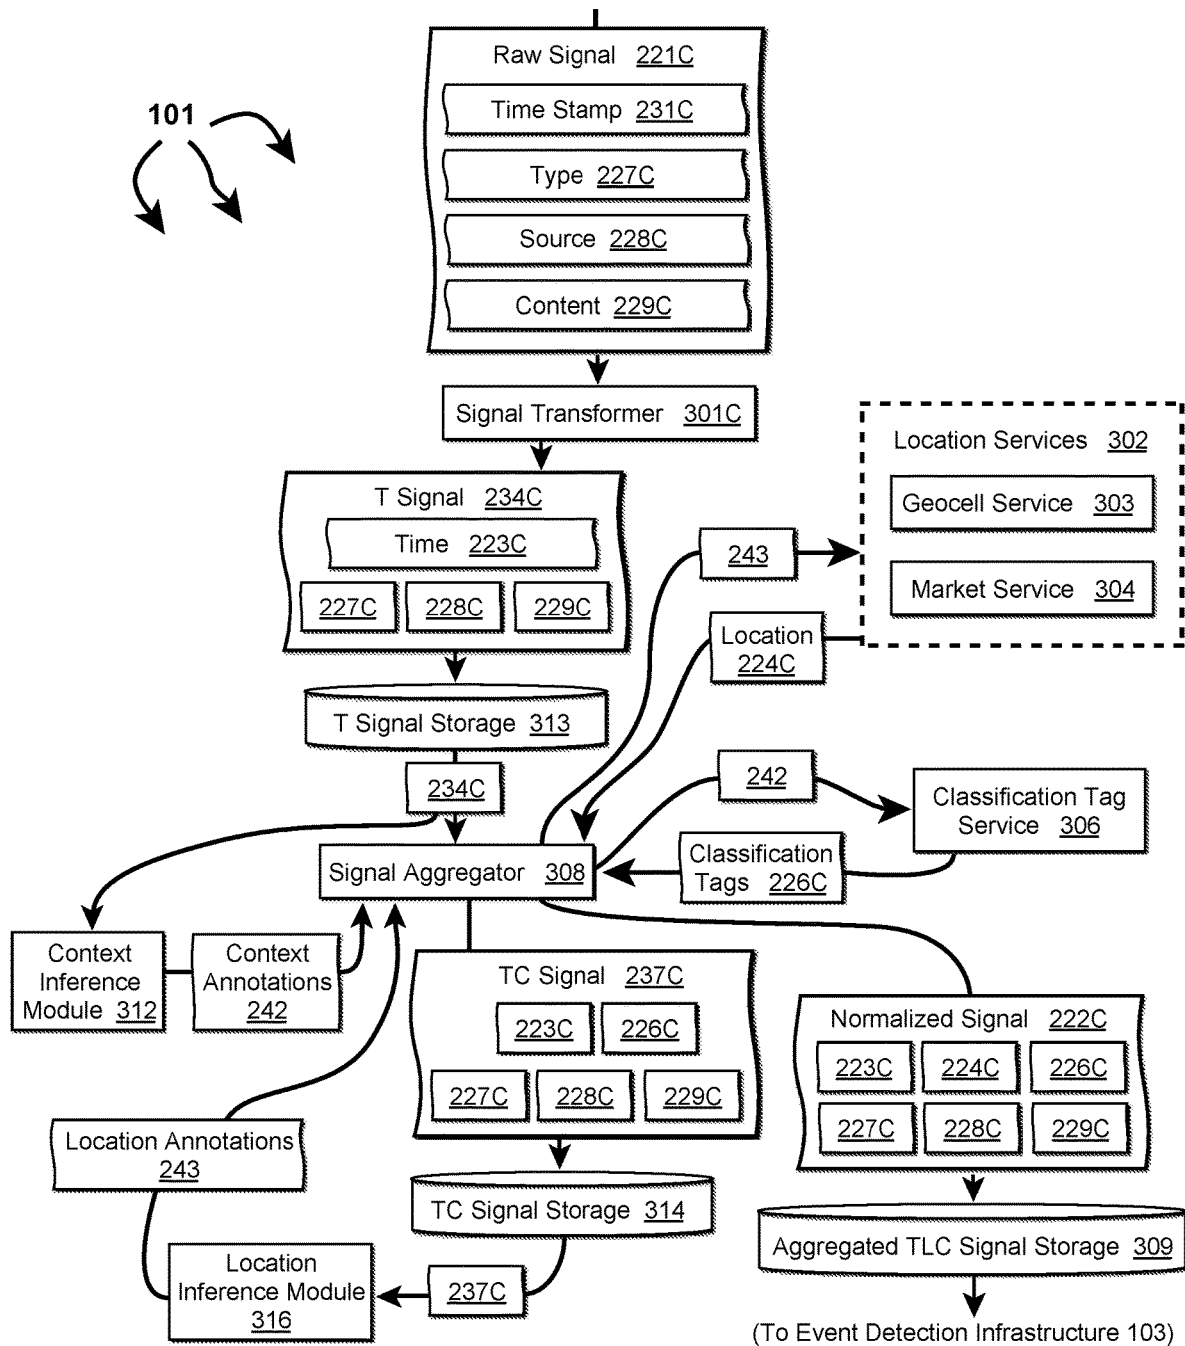 Raw Signal 221C
101
Time Stamp 231C
Type 227C
Source 228C
Content 229C
Signal Transformer 301C
Location Services 302
Geocell Service 303
Market Service 304
T Signal 234C
Time 223C
227C 228C 229C
243
Location
224C
T Signal Storage 313
234C
242
Classification Tag
Service 306
Signal Aggregator 308
Classification
Tags 226C
Context
Inference
Module 312
Context
Annotations
242
TC Signal 237C
223C 226C
227C 228C 229C
Normalized Signal 222C
223C 224C 226C
227C 228C 229C
Location Annotations
243
TC Signal Storage 314
Aggregated TLC Signal Storage 309
Location
Inference Module
316
237C
(To Event Detection Infrastructure 103)